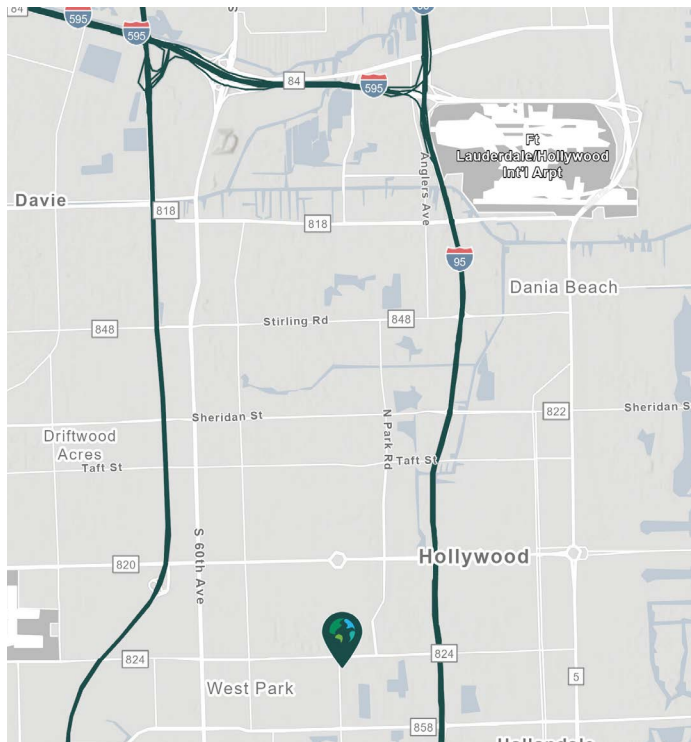 84
595
595
84
595
Ft
Lauderdale/Hollywood
Int'l Arpt
Anglers Ave
Davie
818
818
95
Dania Beach
848
Stirling Rd
848
Sheridan St
N Park Rd
822
Sheridan S
Driftwood
Acres
Taft St
Taft St
S 60th Ave
820
Hollywood
824
824
West Park
5
858